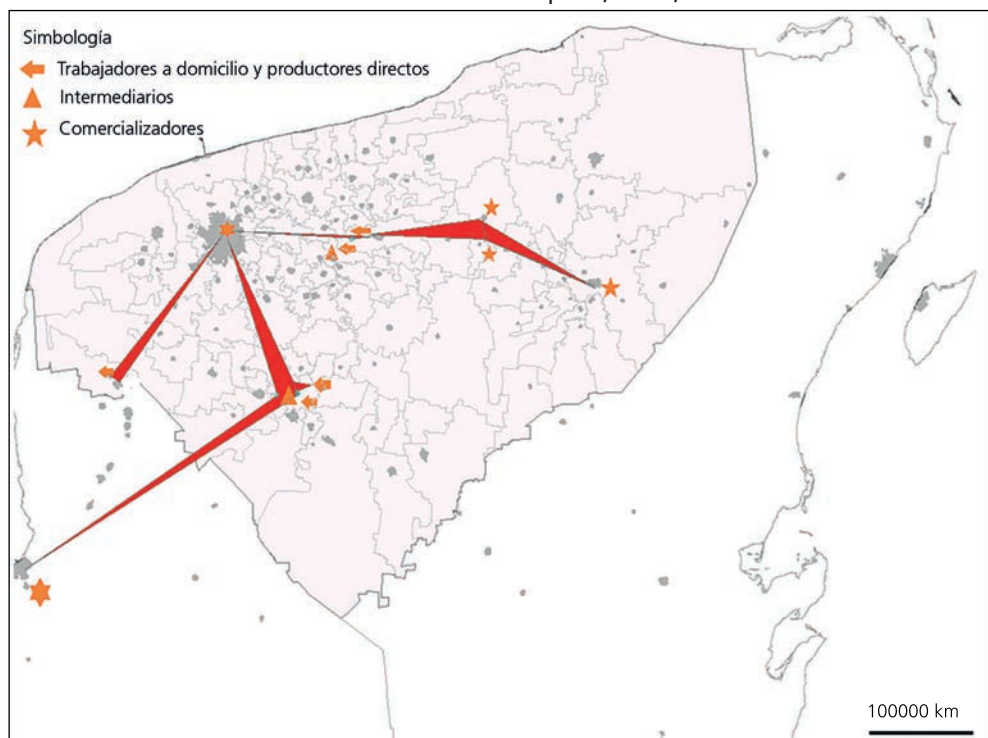 Simbología
Trabajadores a domicilio y productores directos
Intermediarios
Comercializadores
100000 km